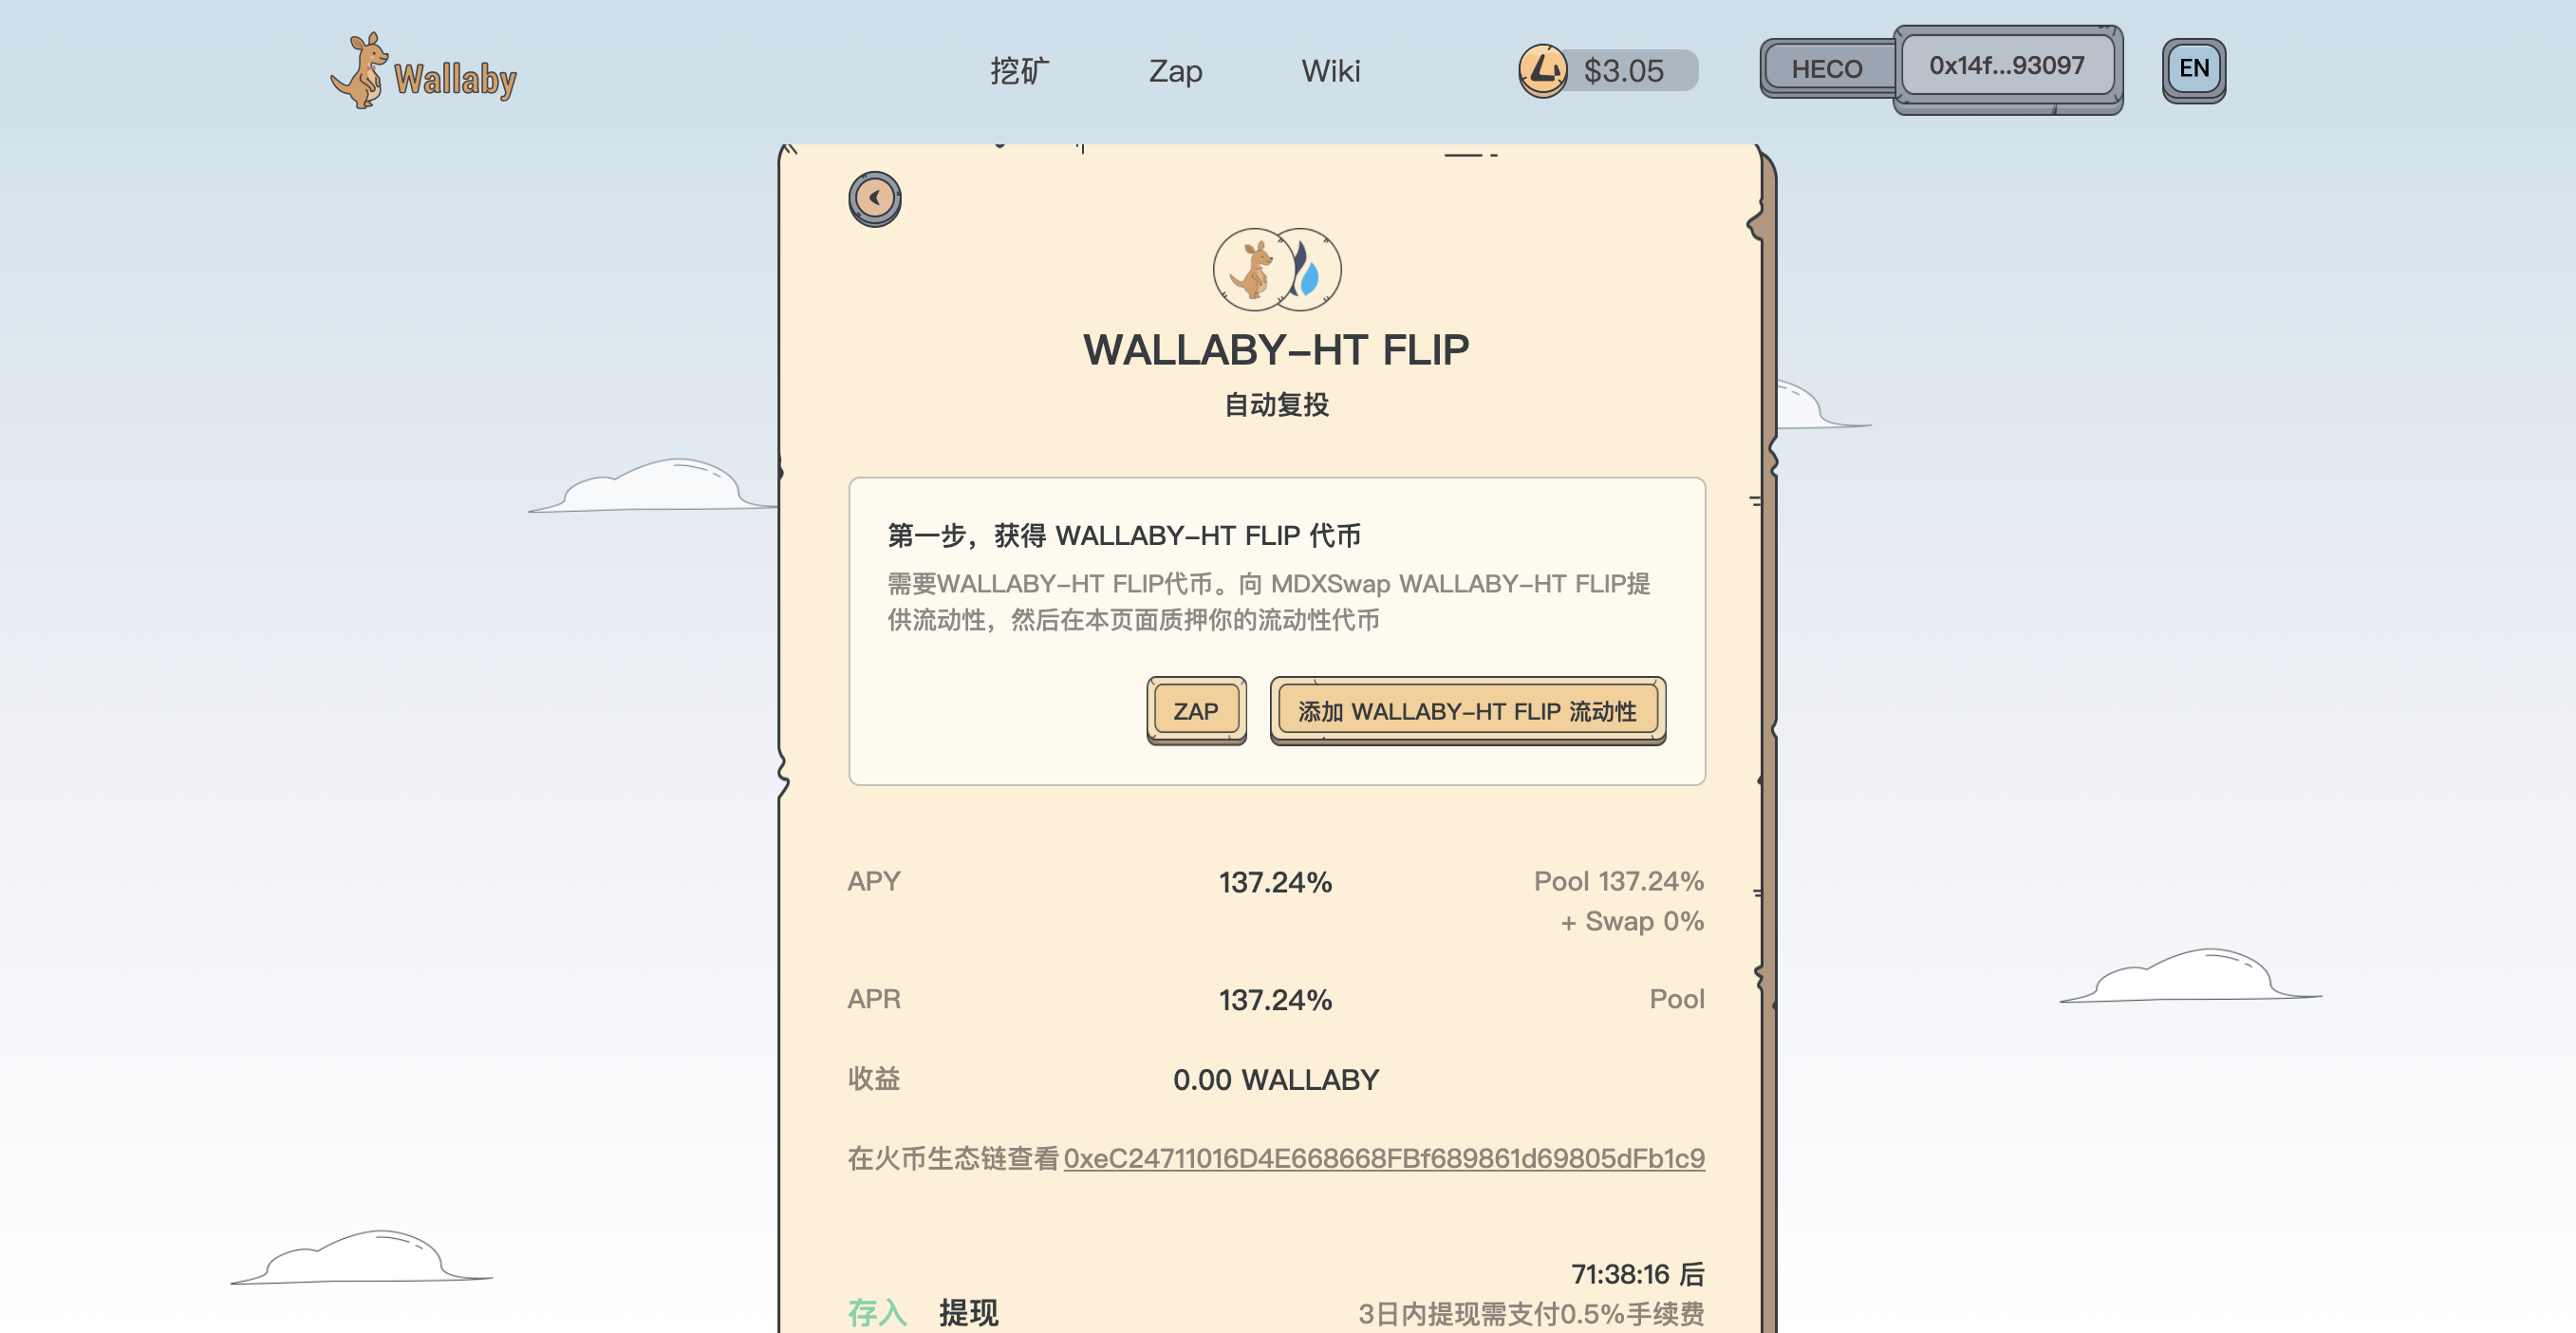 Wallaby
挖矿
Zap
Wiki
$3.05
HECO
0x14f...93097
EN
WALLABY-HT FLIP
自动复投
第一步，获得 WALLABY-HT FLIP 代币
需要WALLABY-HT FLIP代币。向 MDXSwap WALLABY-HT FLIP提
供流动性，然后在本页面质押你的流动性代币
ZAP
添加 WALLABY-HT FLIP 流动性
APY
137.24%
Pool 137.24%
+ Swap 0%
APR
137.24%
Pool
收益
0.00 WALLABY
在火币生态链查看 0xeC24711016D4E668668FBf689861d69805dFb1c9
71:38:16 后
存入
提现
3日内提现需支付0.5%手续费